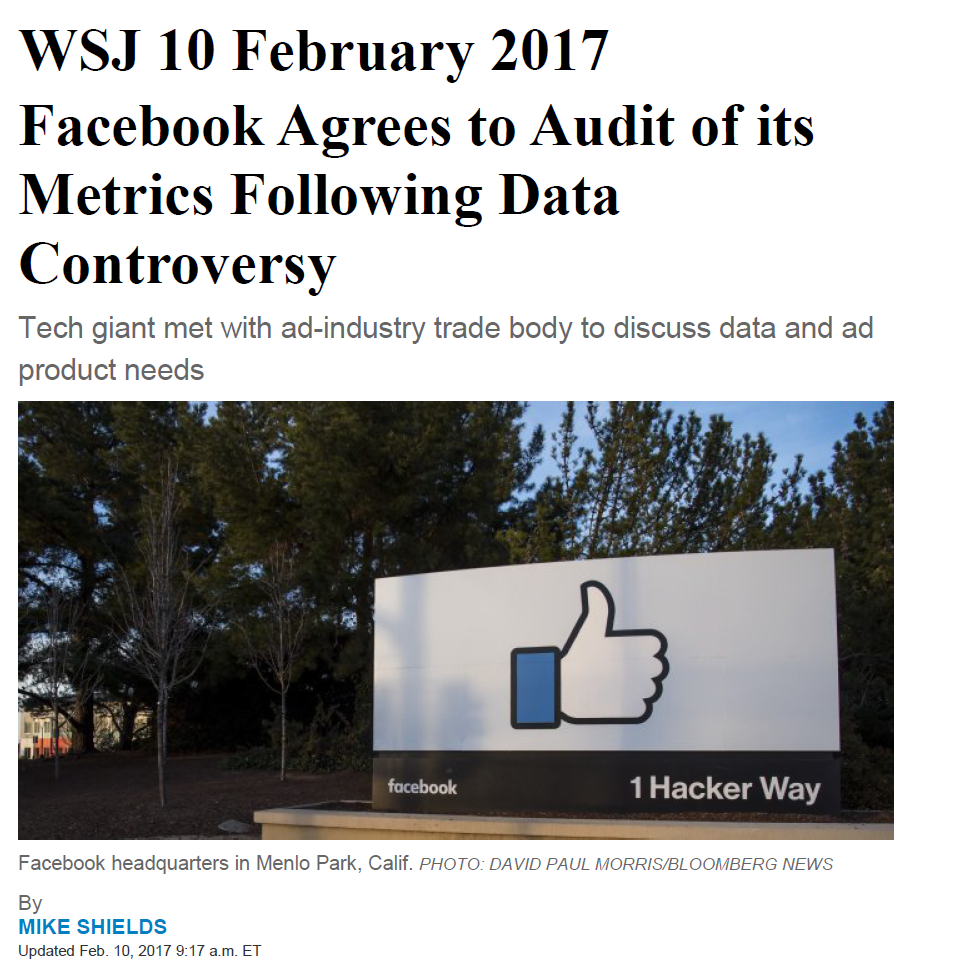 WSJ 10 February 2017
Facebook Agrees to Audit of its
Metrics Following Data
Controversy
Tech giant met with ad-industry trade body to discuss data and ad
product needs
facebook
1 Hacker Way
Facebook headquarters in Menlo Park, Calif. PHOTO: DAVID PAUL MORRIS/BLOOMBERG NEWS
By
MIKE SHIELDS
Updated Feb. 10, 2017 9:17 a.m. ET